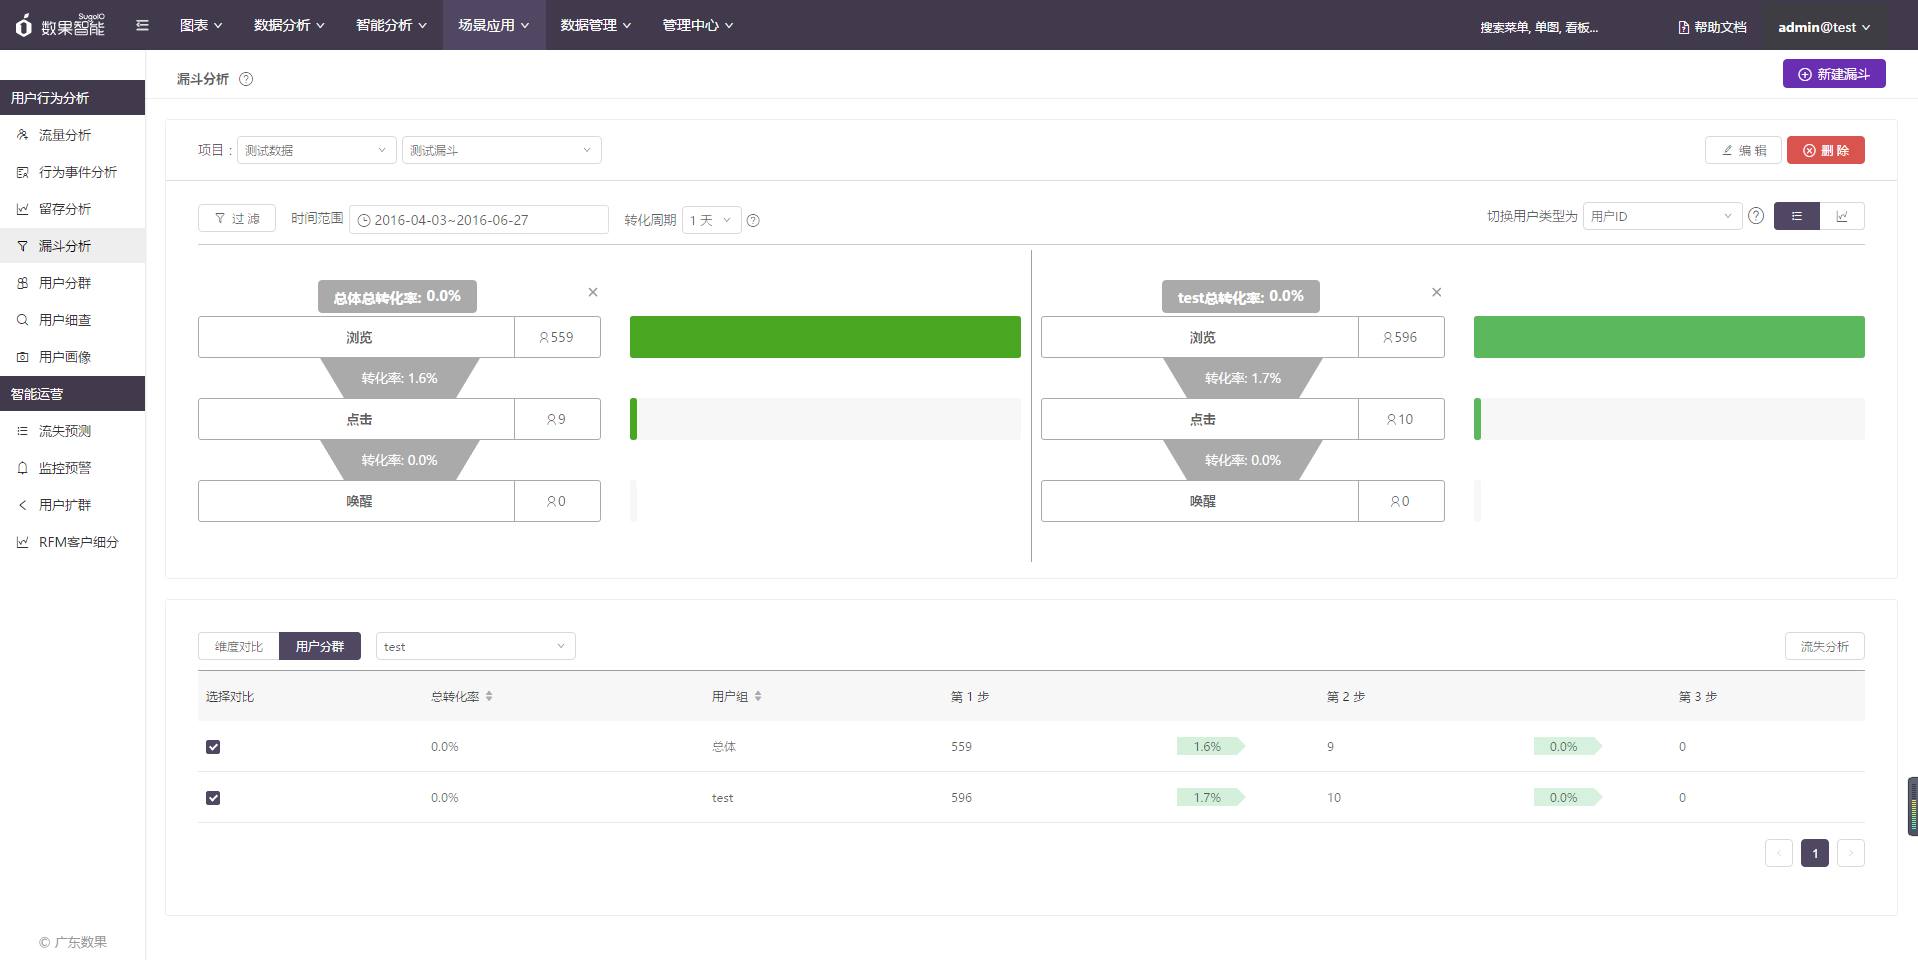 SugoIO
数果智能
图表
数据分析
智能分析
场景应用
数据管理
管理中心
搜索菜单, 单图, 看板...
帮助文档
admin@test
用户行为分析
流量分析
行为事件分析
留存分析
漏斗分析
用户分群
用户细查
用户画像
智能运营
流失预测
监控预警
用户扩群
RFM客户细分
© 广东数果
漏斗分析 ?
新建漏斗
项目 : 测试数据 测试漏斗
编 辑 删 除
过 滤 时间范围 2016-04-03~2016-06-27 转化周期 1 天 ?
切换用户类型为 用户ID ?
总体总转化率: 0.0%
浏览 559
转化率: 1.6%
点击 9
转化率: 0.0%
唤醒 0
test总转化率: 0.0%
浏览 596
转化率: 1.7%
点击 10
转化率: 0.0%
唤醒 0
维度对比 用户分群 test 流失分析
选择对比 总转化率 用户组 第 1 步 第 2 步 第 3 步
0.0% 总体 559 1.6% 9 0.0% 0
0.0% test 596 1.7% 10 0.0% 0
1